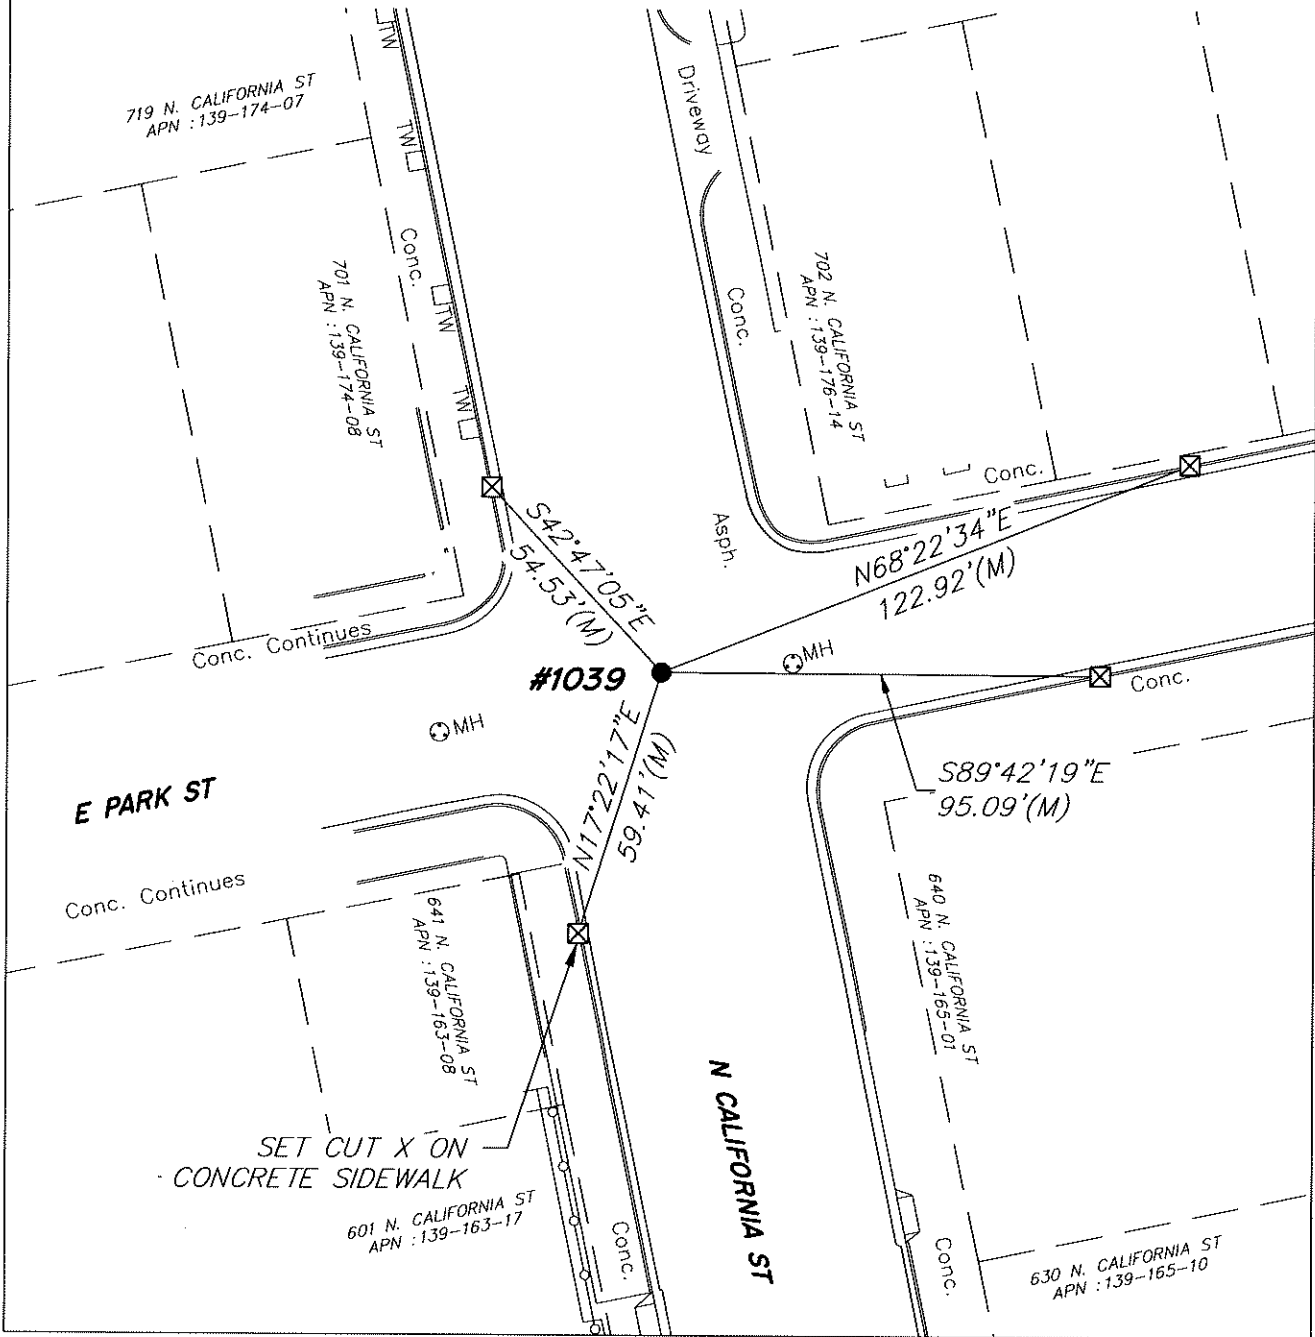 TW
719 N. CALIFORNIA ST
APN :139-174-07
TW
Driveway
Conc.
701 N. CALIFORNIA ST
APN :139-174-08
TW
TW
Conc.
702 N. CALIFORNIA ST
APN :139-176-14
Conc.
Asph.
S42°47'05"E
54.53'(M)
N68°22'34"E
122.92'(M)
Conc. Continues
#1039
MH
Conc.
MH
N17°22'17"E
59.41'(M)
S89°42'19"E
95.09'(M)
E PARK ST
Conc. Continues
641 N. CALIFORNIA ST
APN :139-163-08
640 N. CALIFORNIA ST
APN :139-165-01
N CALIFORNIA ST
SET CUT X ON
CONCRETE SIDEWALK
601 N. CALIFORNIA ST
APN :139-163-17
Conc.
Conc.
630 N. CALIFORNIA ST
APN :139-165-10